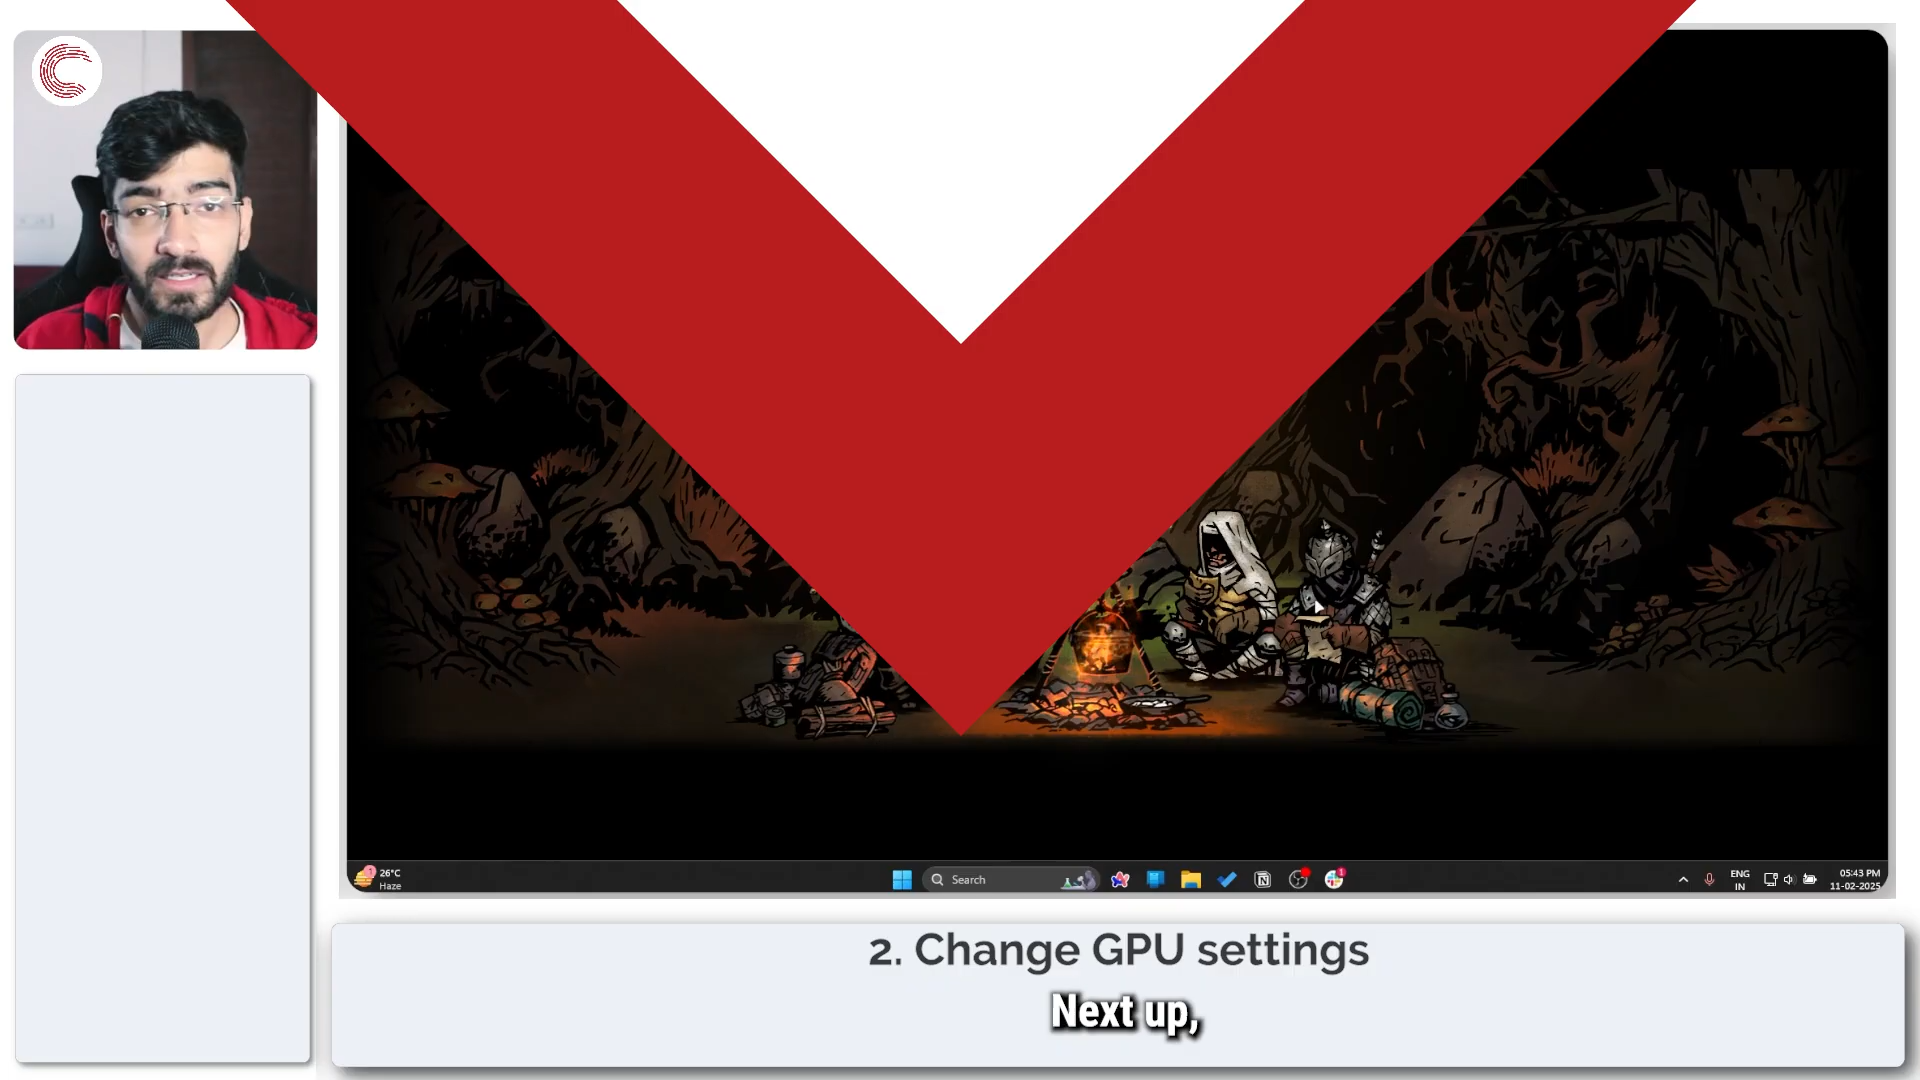 26°C
Haze
Search
ENG
IN
05:43 PM
11-02-2025
2. Change GPU settings
Next up,